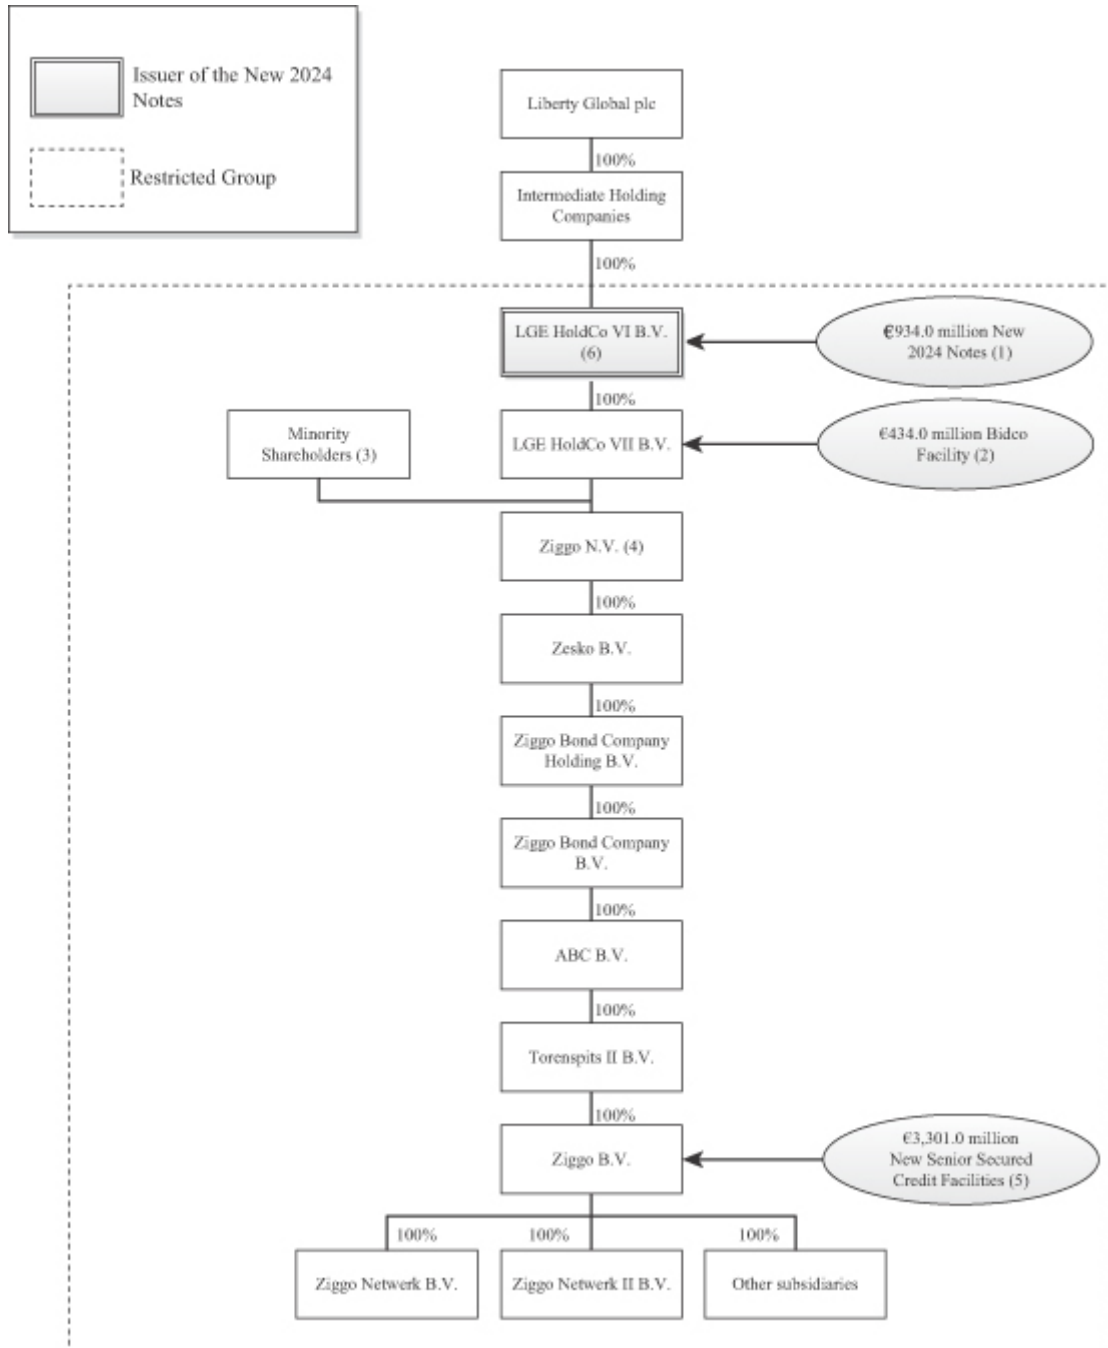 Issuer of the New 2024
Notes
Restricted Group
Liberty Global plc
100%
Intermediate Holding
Companies
100%
LGE HoldCo VI B.V.
(6)
€934.0 million New
2024 Notes (1)
100%
Minority
Shareholders (3)
LGE HoldCo VII B.V.
€434.0 million Bidco
Facility (2)
Ziggo N.V. (4)
100%
Zesko B.V.
100%
Ziggo Bond Company
Holding B.V.
100%
Ziggo Bond Company
B.V.
100%
ABC B.V.
100%
Torenspits II B.V.
100%
Ziggo B.V.
€3,301.0 million
New Senior Secured
Credit Facilities (5)
100%
100%
100%
Ziggo Netwerk B.V.
Ziggo Netwerk II B.V.
Other subsidiaries